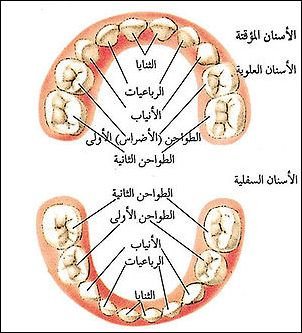 الأسنان المؤقتة
الأسنان العلوية
الثنايا
الرباعيات
الأنياب
الطواحن (الأضراس) الأولى
الطواحن الثانية
الأسنان السفلية
الطواحن الثانية
الطواحن الأولى
الأنياب
الرباعيات
الثنايا